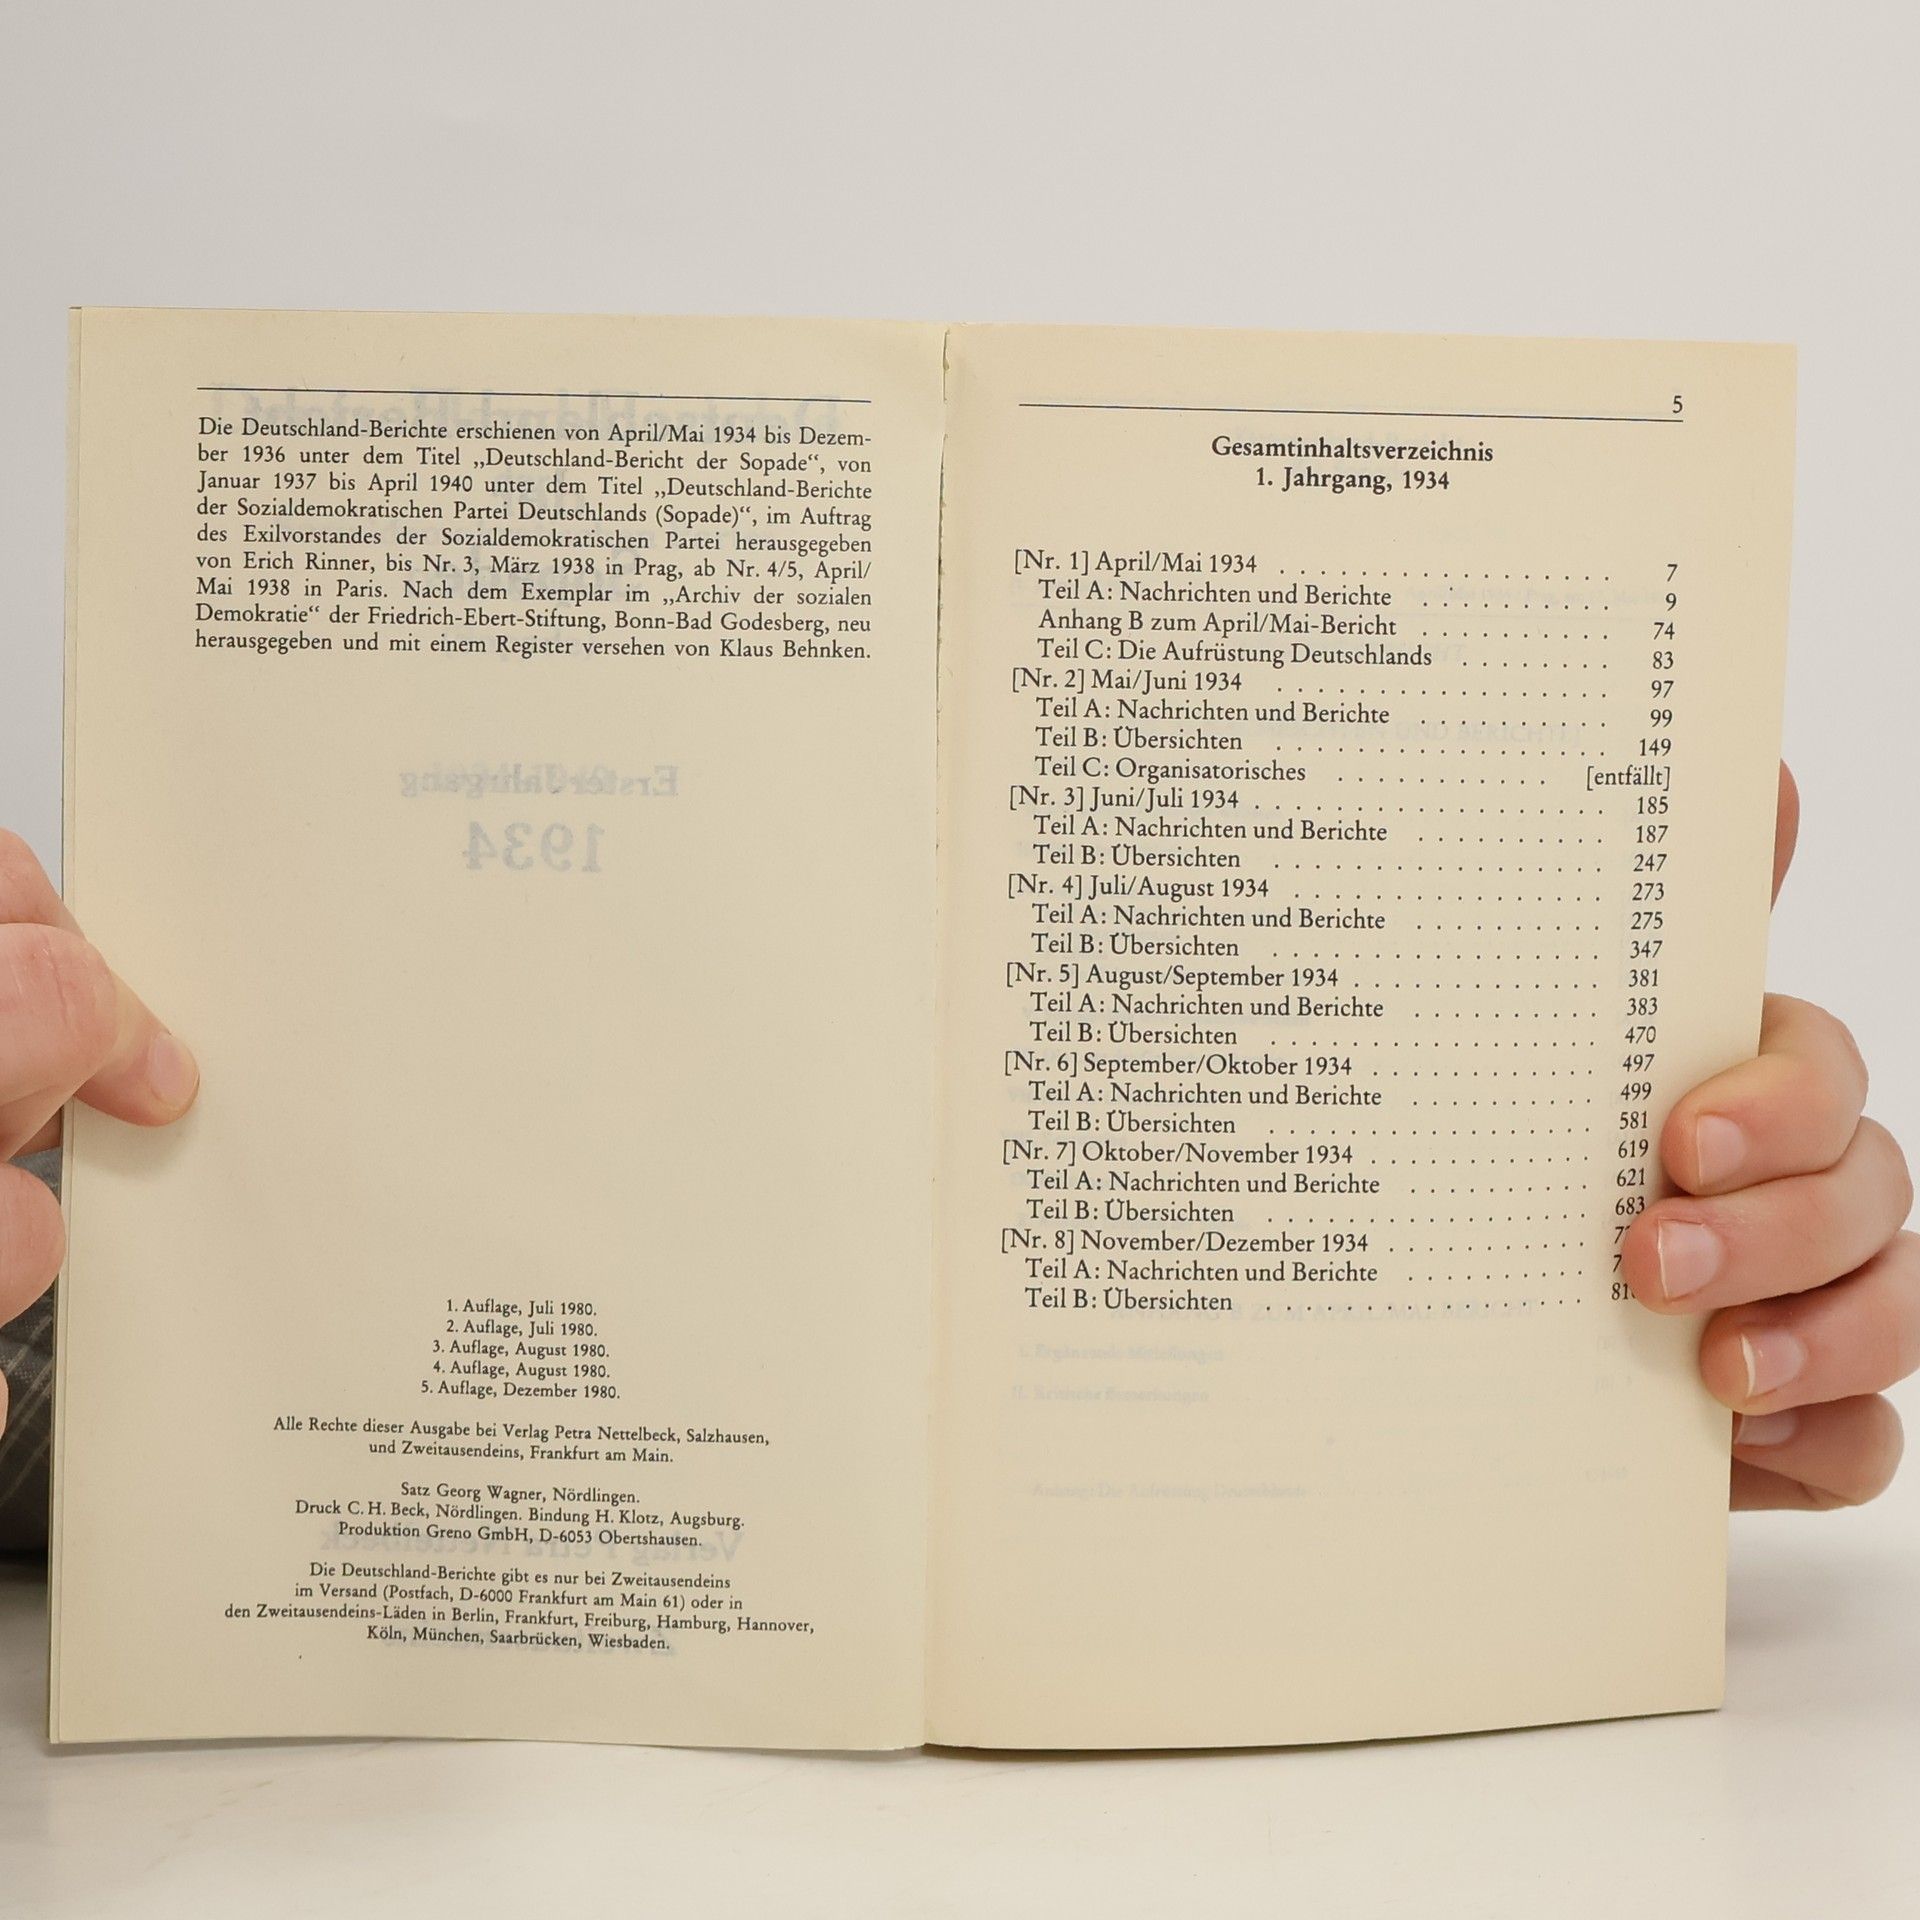 Die Deutschland-Berichte erschienen von April/Mai 1934 bis Dezem-
ber 1936 unter dem Titel „Deutschland-Bericht der Sopade“, von
Januar 1937 bis April 1940 unter dem Titel „Deutschland-Berichte
der Sozialdemokratischen Partei Deutschlands (Sopade)“, im Auftrag
des Exilvorstandes der Sozialdemokratischen Partei herausgegeben
von Erich Rinner, bis Nr. 3, März 1938 in Prag, ab Nr. 4/5, April/
Mai 1938 in Paris. Nach dem Exemplar im „Archiv der sozialen
Demokratie“ der Friedrich-Ebert-Stiftung, Bonn-Bad Godesberg, neu
herausgegeben und mit einem Register versehen von Klaus Behnken.
Erster Jahrgang
1934
1. Auflage, Juli 1980.
2. Auflage, Juli 1980.
3. Auflage, August 1980.
4. Auflage, August 1980.
5. Auflage, Dezember 1980.
Alle Rechte dieser Ausgabe bei Verlag Petra Nettelbeck, Salzhausen,
und Zweitausendeins, Frankfurt am Main.
Satz Georg Wagner, Nördlingen.
Druck C. H. Beck, Nördlingen. Bindung H. Klotz, Augsburg.
Produktion Greno GmbH, D-6053 Obertshausen.
Die Deutschland-Berichte gibt es nur bei Zweitausendeins
im Versand (Postfach, D-6000 Frankfurt am Main 61) oder in
den Zweitausendeins-Läden in Berlin, Frankfurt, Freiburg, Hamburg, Hannover,
Köln, München, Saarbrücken, Wiesbaden.
5
Gesamtinhaltsverzeichnis
1. Jahrgang, 1934
[Nr. 1] April/Mai 1934 . . . . . . . . . . . . . . . . . 7
Teil A: Nachrichten und Berichte . . . . . . . . . . 9
Anhang B zum April/Mai-Bericht . . . . . . . . . . 74
Teil C: Die Aufrüstung Deutschlands . . . . . . . . 83
[Nr. 2] Mai/Juni 1934 . . . . . . . . . . . . . . . . . 97
Teil A: Nachrichten und Berichte . . . . . . . . . . 99
Teil B: Übersichten . . . . . . . . . . . . . . . . . 149
Teil C: Organisatorisches . . . . . . . . . . . [entfällt]
[Nr. 3] Juni/Juli 1934 . . . . . . . . . . . . . . . . . . 185
Teil A: Nachrichten und Berichte . . . . . . . . . . 187
Teil B: Übersichten . . . . . . . . . . . . . . . . . 247
[Nr. 4] Juli/August 1934 . . . . . . . . . . . . . . . . 273
Teil A: Nachrichten und Berichte . . . . . . . . . . 275
Teil B: Übersichten . . . . . . . . . . . . . . . . . 347
[Nr. 5] August/September 1934 . . . . . . . . . . . . . 381
Teil A: Nachrichten und Berichte . . . . . . . . . . 383
Teil B: Übersichten . . . . . . . . . . . . . . . . . 470
[Nr. 6] September/Oktober 1934 . . . . . . . . . . . . 497
Teil A: Nachrichten und Berichte . . . . . . . . . . 499
Teil B: Übersichten . . . . . . . . . . . . . . . . . 581
[Nr. 7] Oktober/November 1934 . . . . . . . . . . . . 619
Teil A: Nachrichten und Berichte . . . . . . . . . . 621
Teil B: Übersichten . . . . . . . . . . . . . . . . . 683
[Nr. 8] November/Dezember 1934 . . . . . . . . . . .
Teil A: Nachrichten und Berichte . . . . . . . . . .
Teil B: Übersichten . . . . . . . . . . . . . . . . .